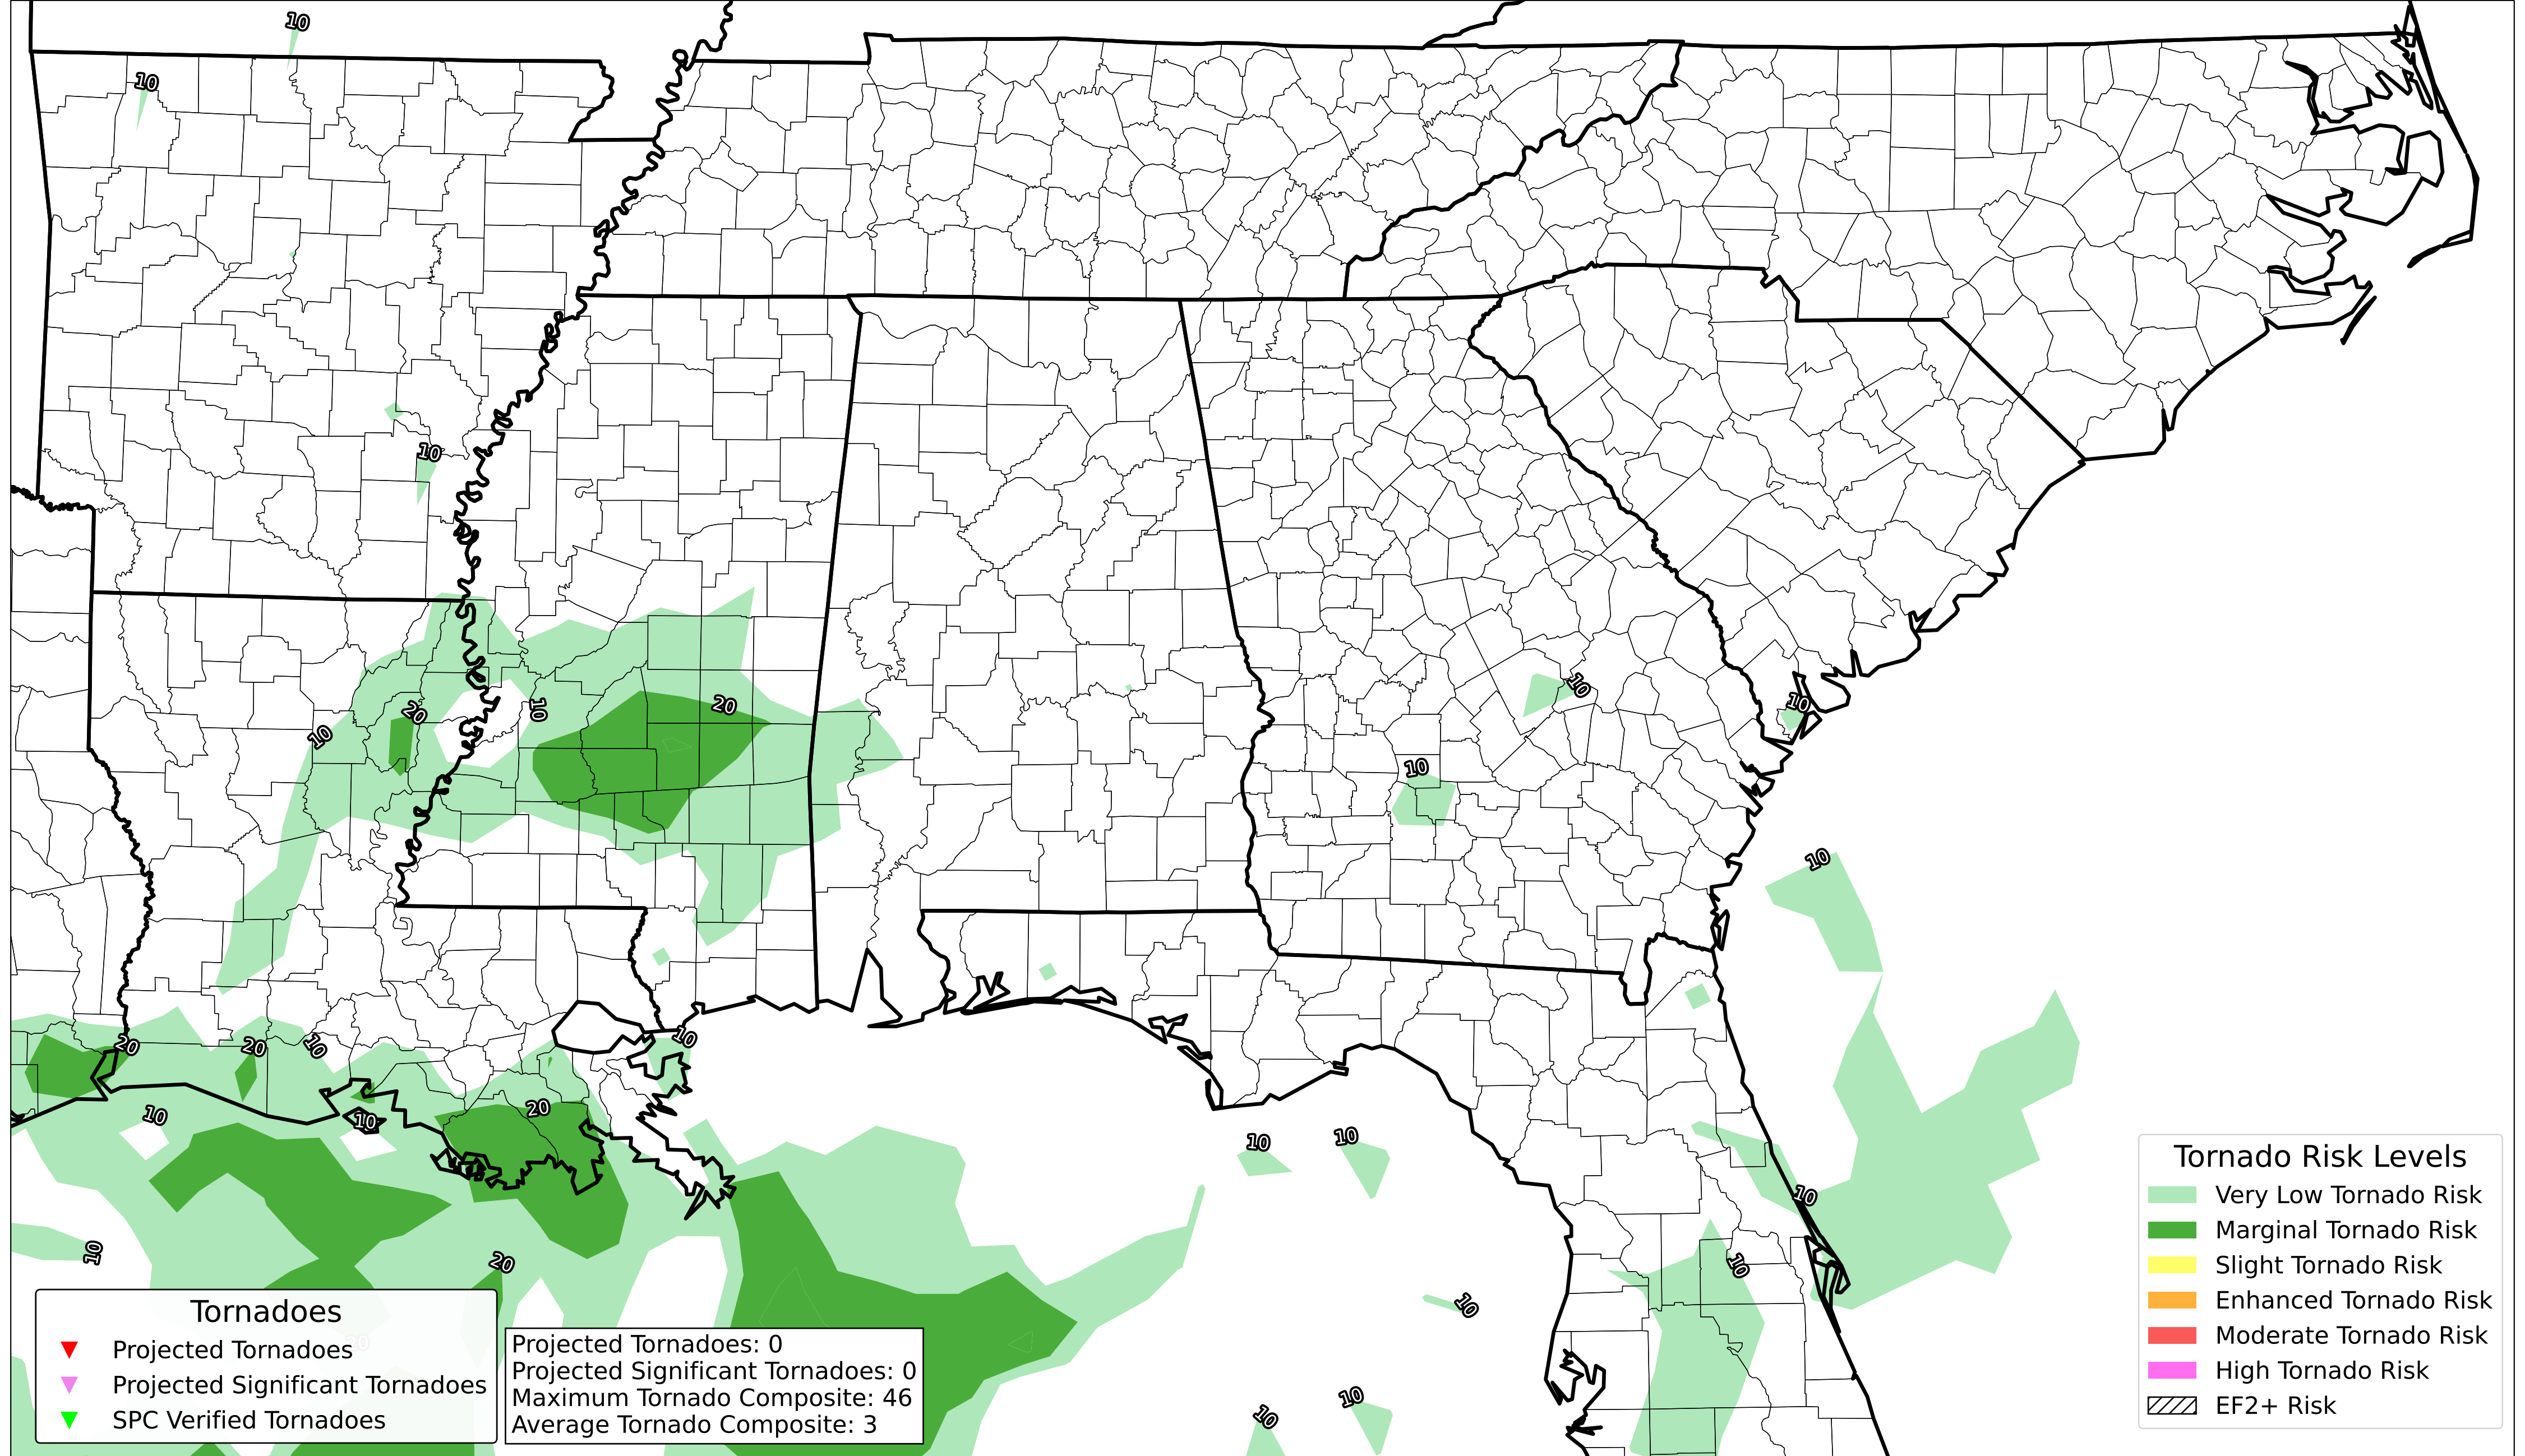 10
10
10
20
20
10
10
10
10
10
10
20
20
10
10
20
10
10
10
10
10
10
20
10
10
10
10
Tornadoes
Projected Tornadoes
Projected Significant Tornadoes
SPC Verified Tornadoes
Projected Tornadoes: 0
Projected Significant Tornadoes: 0
Maximum Tornado Composite: 46
Average Tornado Composite: 3
Tornado Risk Levels
Very Low Tornado Risk
Marginal Tornado Risk
Slight Tornado Risk
Enhanced Tornado Risk
Moderate Tornado Risk
High Tornado Risk
EF2+ Risk